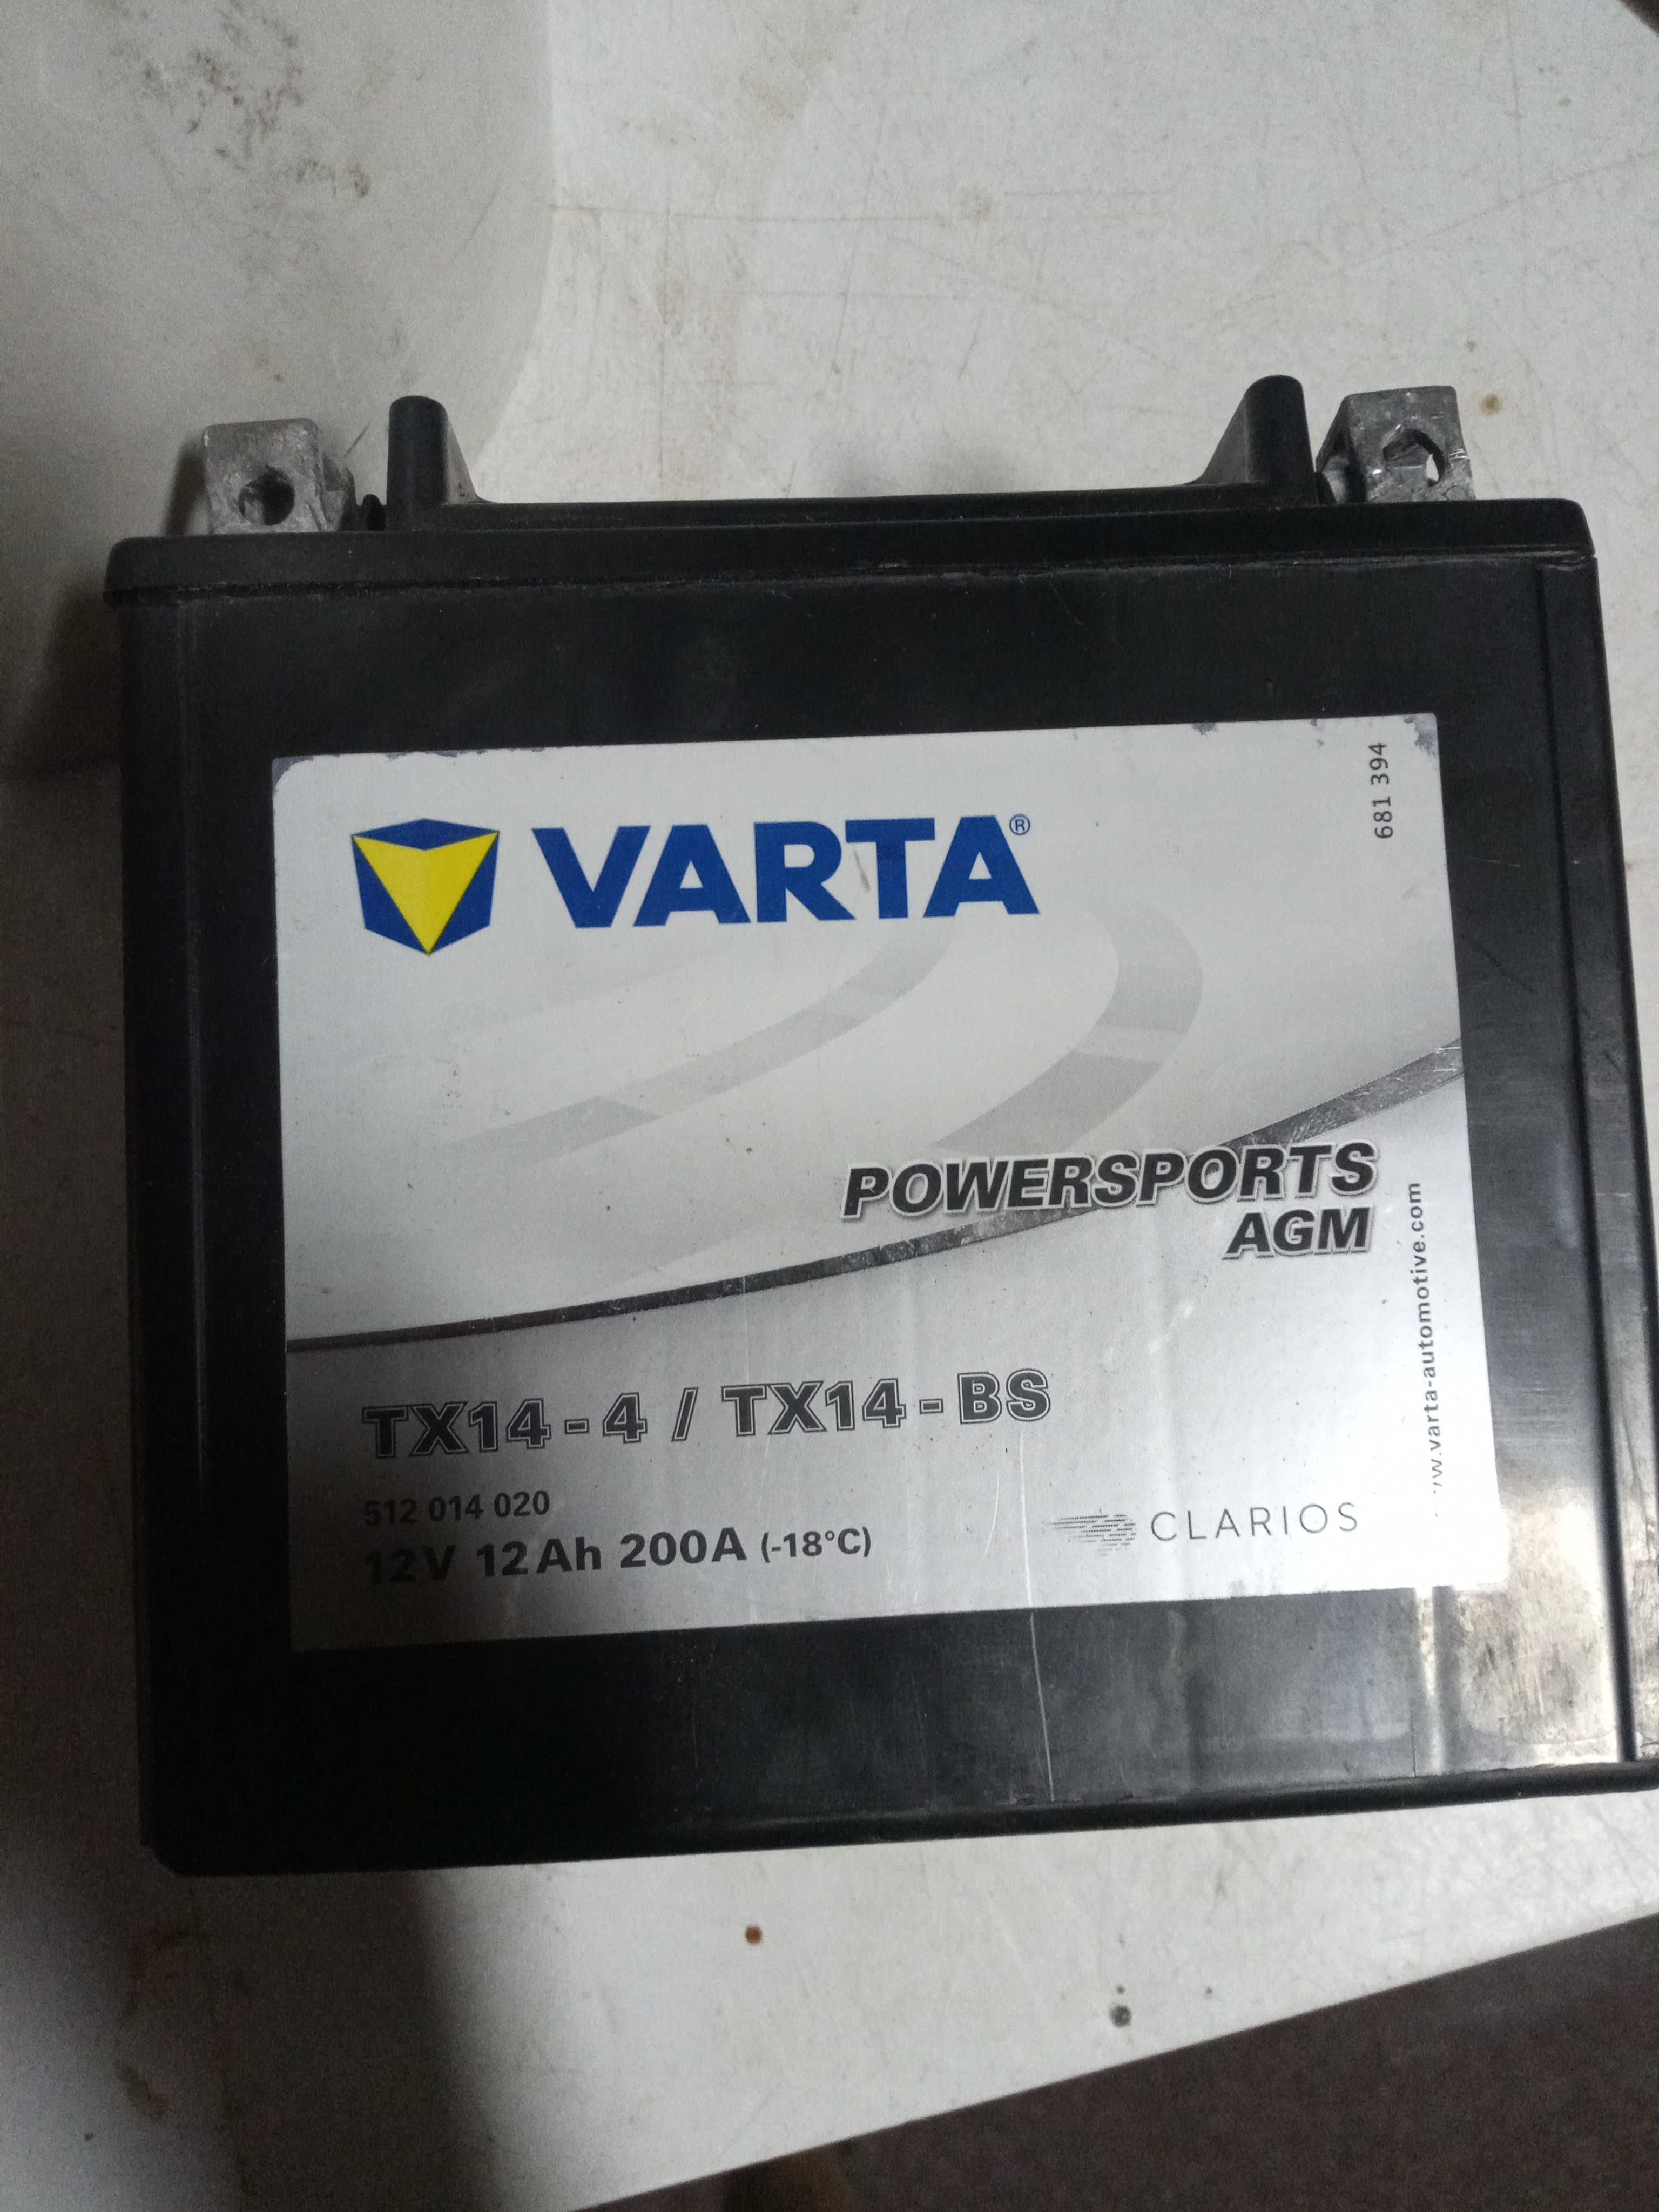 681 394
VARTA®
POWERSPORTS
AGM
TX14-4 / TX14-BS
512 014 020
12V 12Ah 200A (-18°C)
CLARIOS
www.varta-automotive.com